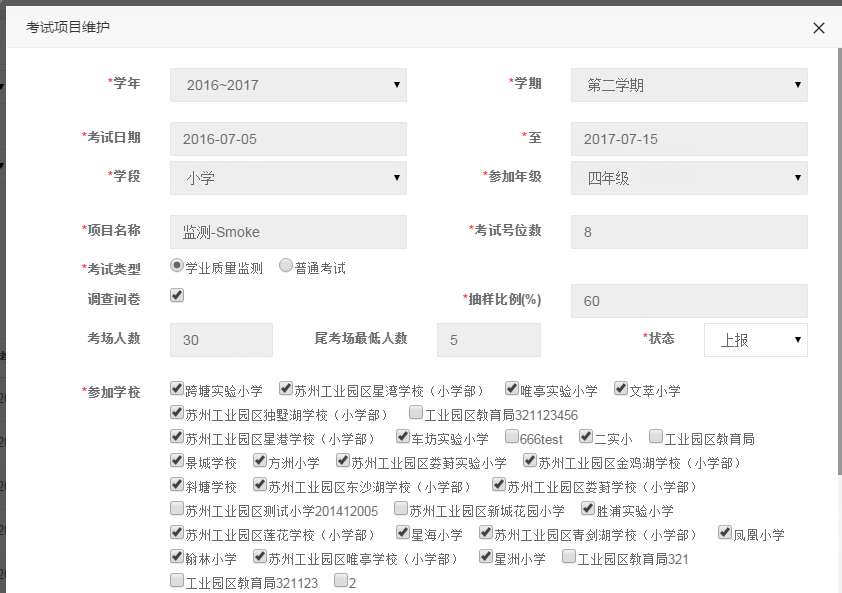 考试项目维护
*学年 2016~2017 *学期 第二学期
*考试日期 2016-07-05 *至 2017-07-15
*学段 小学 *参加年级 四年级
*项目名称 监测-Smoke *考试号位数 8
*考试类型 学业质量监测 普通考试
调查问卷 *抽样比例(%) 60
考场人数 30 尾考场最低人数 5 *状态 上报
*参加学校 跨塘实验小学 苏州工业园区星湾学校（小学部） 唯亭实验小学 文萃小学
苏州工业园区独墅湖学校（小学部） 工业园区教育局321123456
苏州工业园区星港学校（小学部） 车坊实验小学 666test 二实小 工业园区教育局
景城学校 方洲小学 苏州工业园区娄葑实验小学 苏州工业园区金鸡湖学校（小学部）
斜塘学校 苏州工业园区东沙湖学校（小学部） 苏州工业园区娄葑学校（小学部）
苏州工业园区测试小学201412005 苏州工业园区新城花园小学 胜浦实验小学
苏州工业园区莲花学校（小学部） 星海小学 苏州工业园区青剑湖学校（小学部） 凤凰小学
翰林小学 苏州工业园区唯亭学校（小学部） 星洲小学 工业园区教育局321
工业园区教育局321123 2